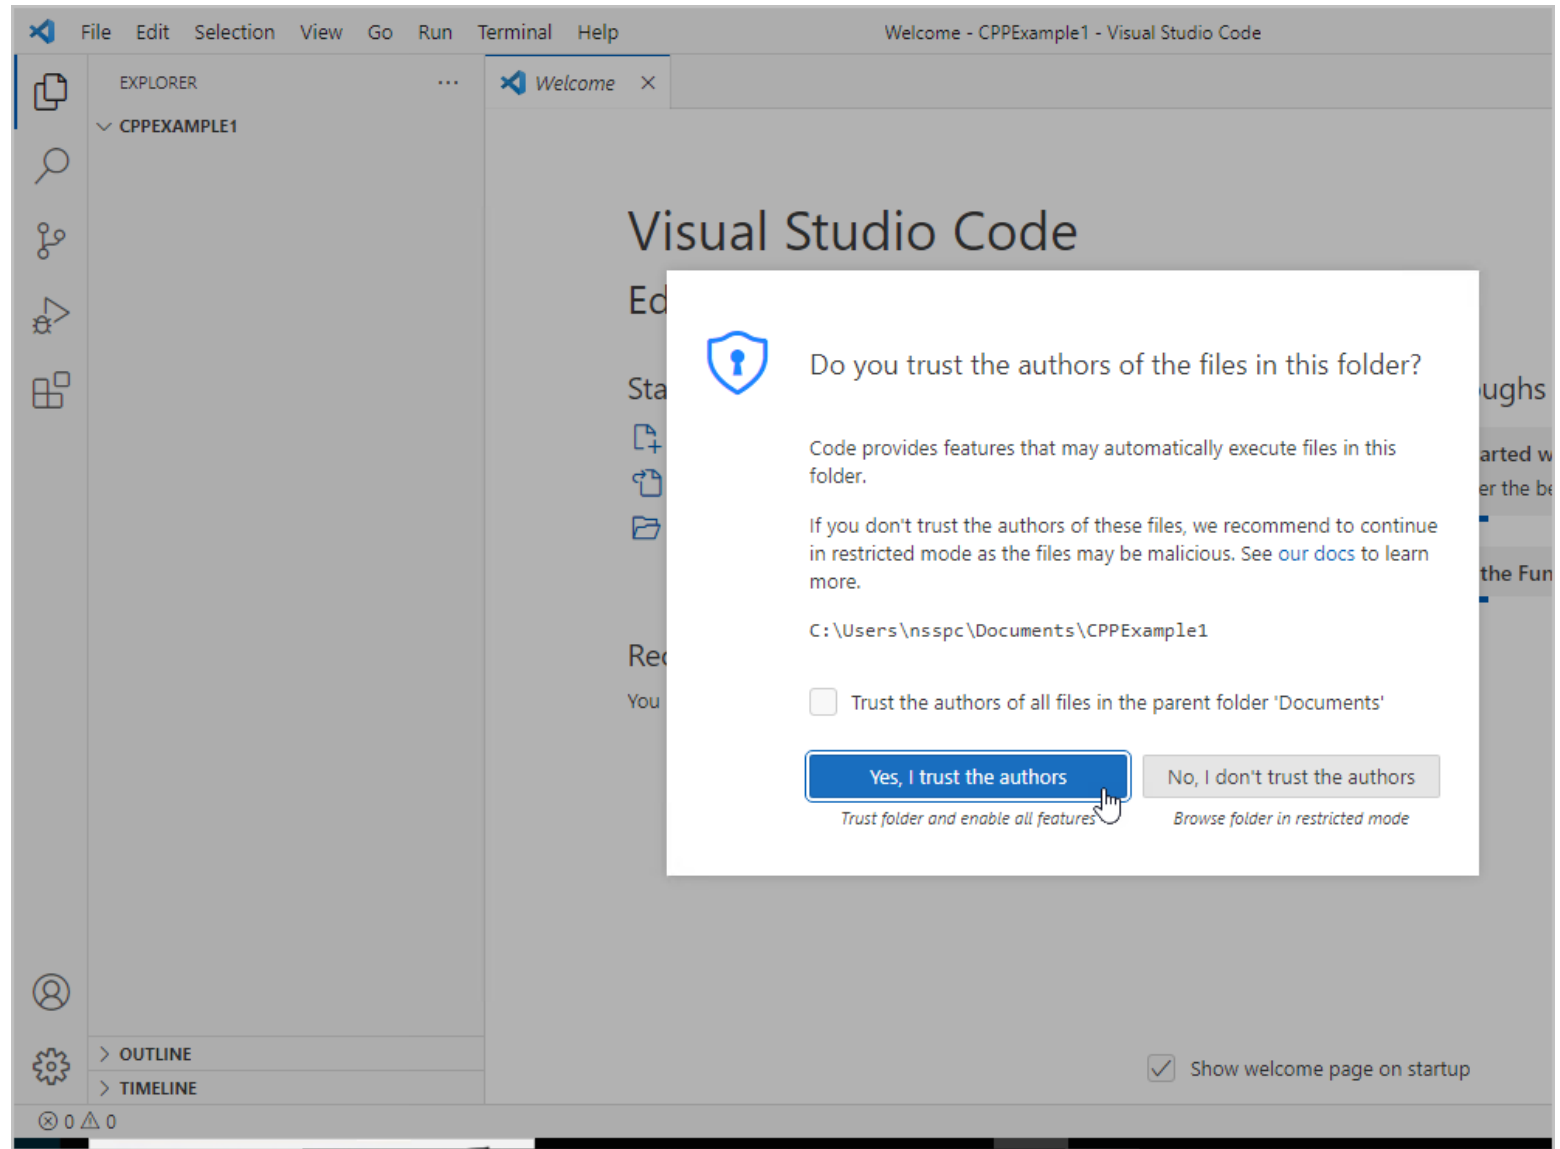 File Edit Selection View Go Run Terminal Help
Welcome - CPPExample1 - Visual Studio Code
EXPLORER
Welcome
CPPEXAMPLE1
Visual Studio Code
Ed
Do you trust the authors of the files in this folder?
Sta
ughs
Code provides features that may automatically execute files in this
folder.
arted w
er the be
If you don't trust the authors of these files, we recommend to continue
in restricted mode as the files may be malicious. See our docs to learn
more.
the Fun
C:\Users\nsspc\Documents\CPPExample1
Rec
You
Trust the authors of all files in the parent folder 'Documents'
Yes, I trust the authors
No, I don't trust the authors
Trust folder and enable all features
Browse folder in restricted mode
OUTLINE
TIMELINE
Show welcome page on startup
0 0